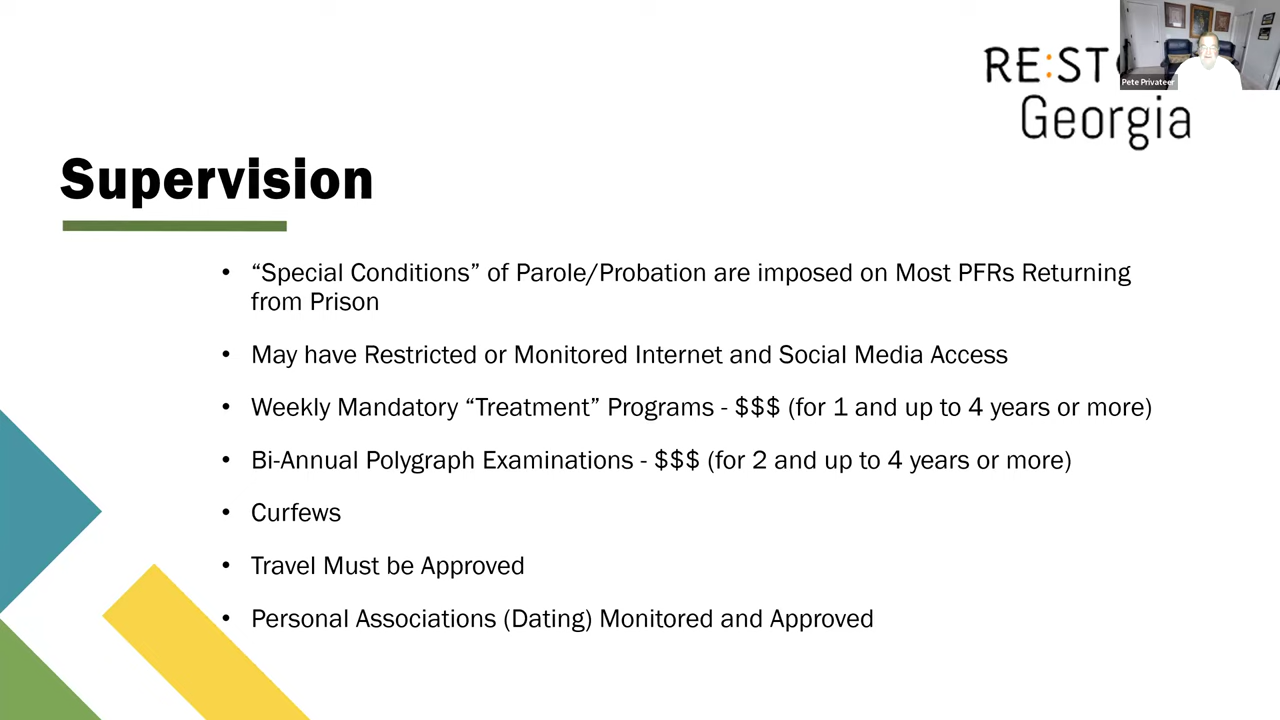 RE:ST
Georgia
Pete Privateer
Supervision
• “Special Conditions” of Parole/Probation are imposed on Most PFRs Returning
from Prison
• May have Restricted or Monitored Internet and Social Media Access
• Weekly Mandatory “Treatment” Programs - $$$ (for 1 and up to 4 years or more)
• Bi-Annual Polygraph Examinations - $$$ (for 2 and up to 4 years or more)
• Curfews
• Travel Must be Approved
• Personal Associations (Dating) Monitored and Approved